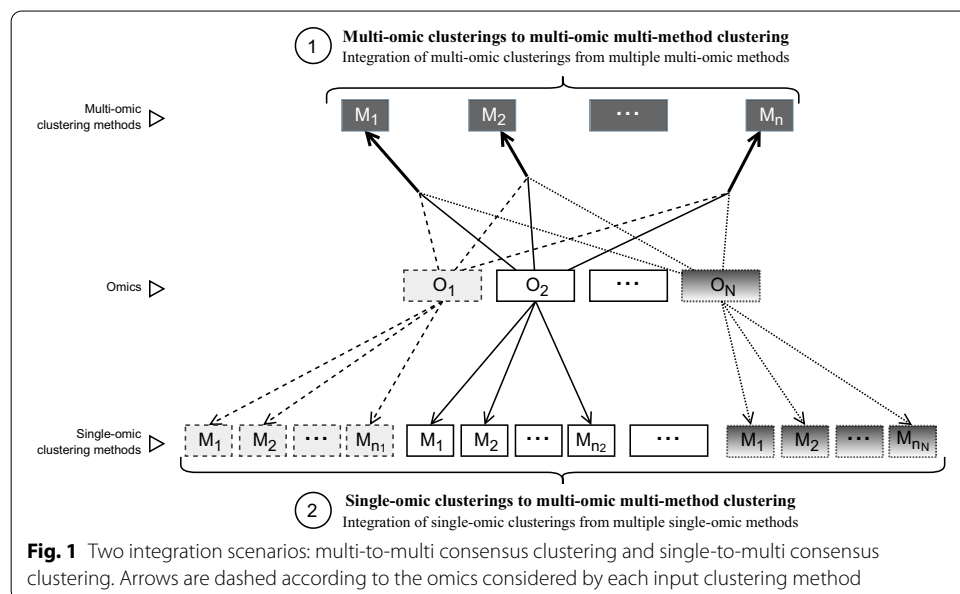 1 Multi-omic clusterings to multi-omic multi-method clustering
Integration of multi-omic clusterings from multiple multi-omic methods
Multi-omic
clustering methods
M1 M2 ... Mn
Omics
O1 O2 ... ON
Single-omic
clustering methods
M1 M2 ... Mn1 M1 M2 ... Mn2 ... M1 M2 ... MnN
2 Single-omic clusterings to multi-omic multi-method clustering
Integration of single-omic clusterings from multiple single-omic methods
Fig. 1 Two integration scenarios: multi-to-multi consensus clustering and single-to-multi consensus
clustering. Arrows are dashed according to the omics considered by each input clustering method